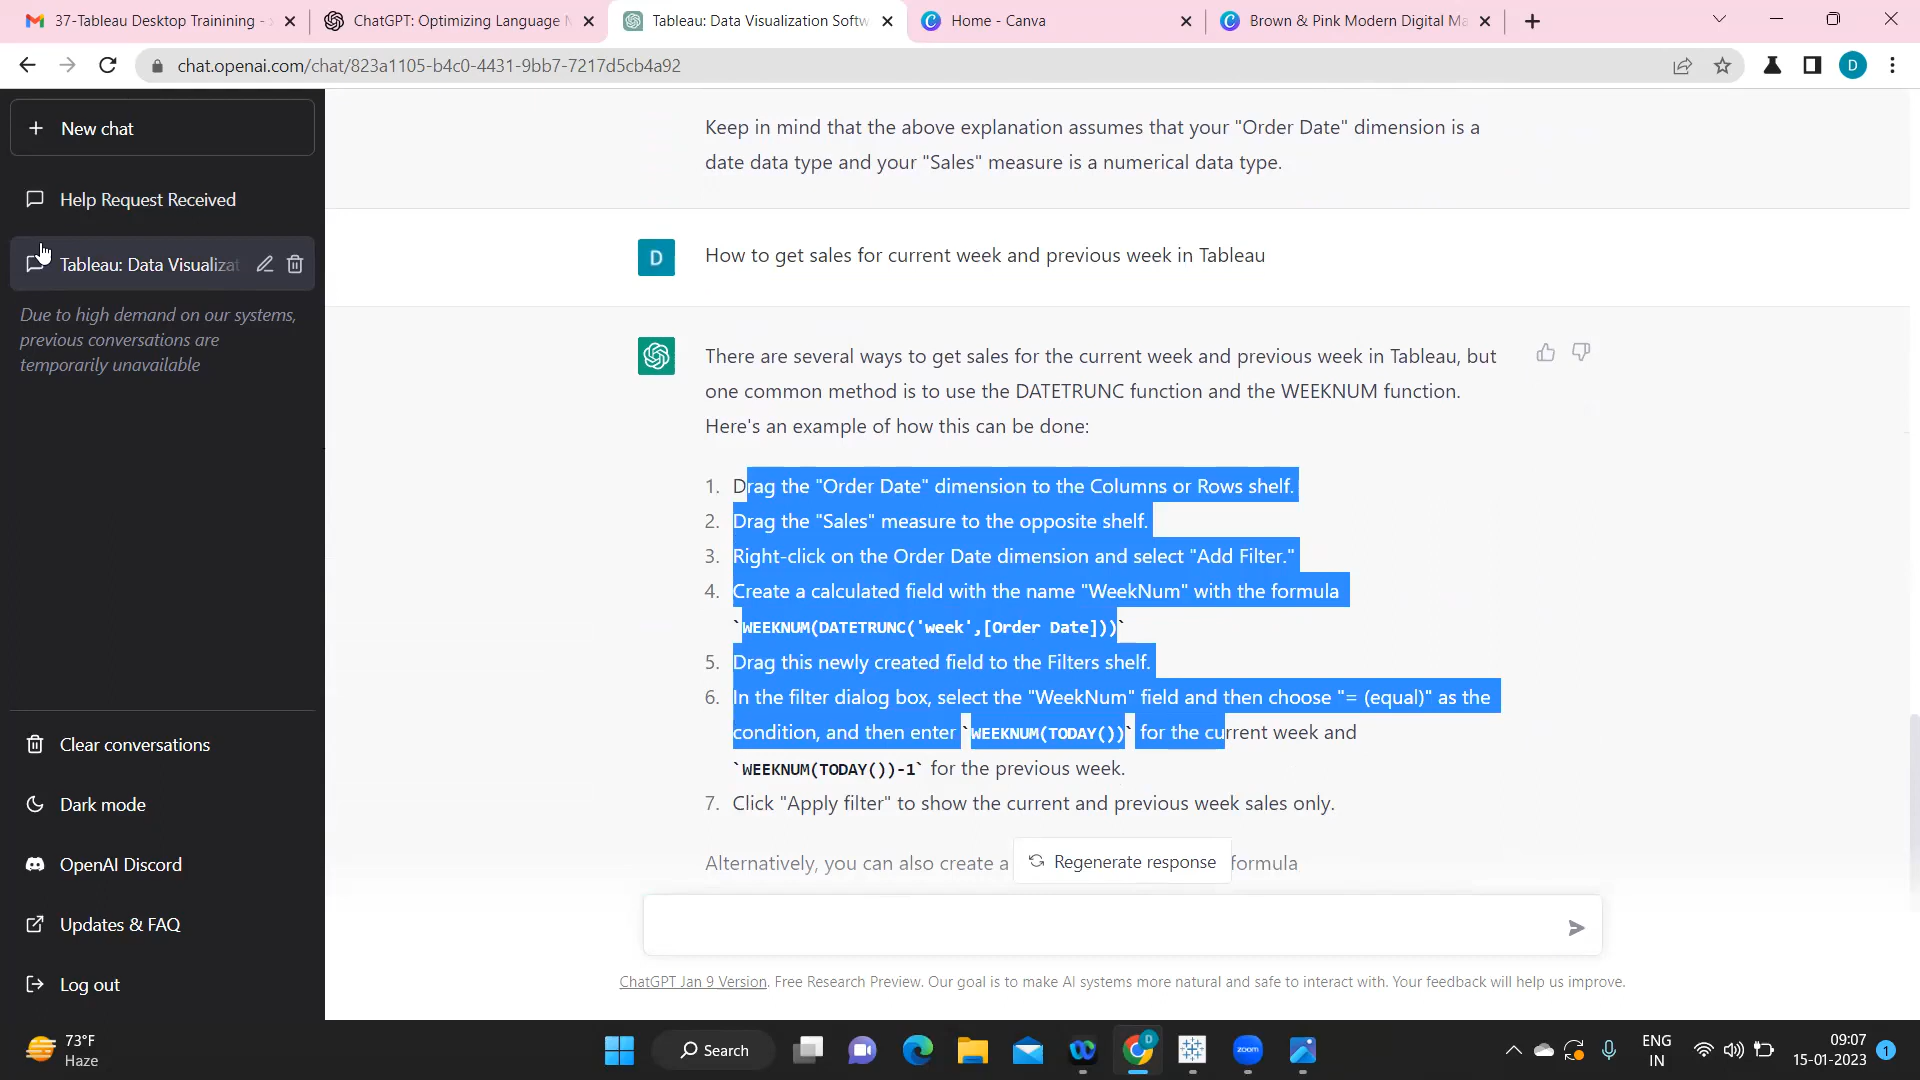 37-Tableau Desktop Trainining -
ChatGPT: Optimizing Language
Tableau: Data Visualization Softw
Home - Canva
Brown & Pink Modern Digital Ma
chat.openai.com/chat/823a1105-b4c0-4431-9bb7-7217d5cb4a92
D
New chat
Help Request Received
Tableau: Data Visualizat
Due to high demand on our systems,
previous conversations are
temporarily unavailable
Clear conversations
Dark mode
OpenAI Discord
Updates & FAQ
Log out
Keep in mind that the above explanation assumes that your "Order Date" dimension is a
date data type and your "Sales" measure is a numerical data type.
D
How to get sales for current week and previous week in Tableau
There are several ways to get sales for the current week and previous week in Tableau, but
one common method is to use the DATETRUNC function and the WEEKNUM function.
Here's an example of how this can be done:
1. Drag the "Order Date" dimension to the Columns or Rows shelf.
2. Drag the "Sales" measure to the opposite shelf.
3. Right-click on the Order Date dimension and select "Add Filter."
4. Create a calculated field with the name "WeekNum" with the formula
`WEEKNUM(DATETRUNC('week',[Order Date]))`
5. Drag this newly created field to the Filters shelf.
6. In the filter dialog box, select the "WeekNum" field and then choose "= (equal)" as the
condition, and then enter `WEEKNUM(TODAY())` for the current week and
`WEEKNUM(TODAY())-1` for the previous week.
7. Click "Apply filter" to show the current and previous week sales only.
Alternatively, you can also create a
Regenerate response
formula
ChatGPT Jan 9 Version. Free Research Preview. Our goal is to make AI systems more natural and safe to interact with. Your feedback will help us improve.
73°F
Haze
Search
D
zoom
ENG
IN
09:07
15-01-2023
1